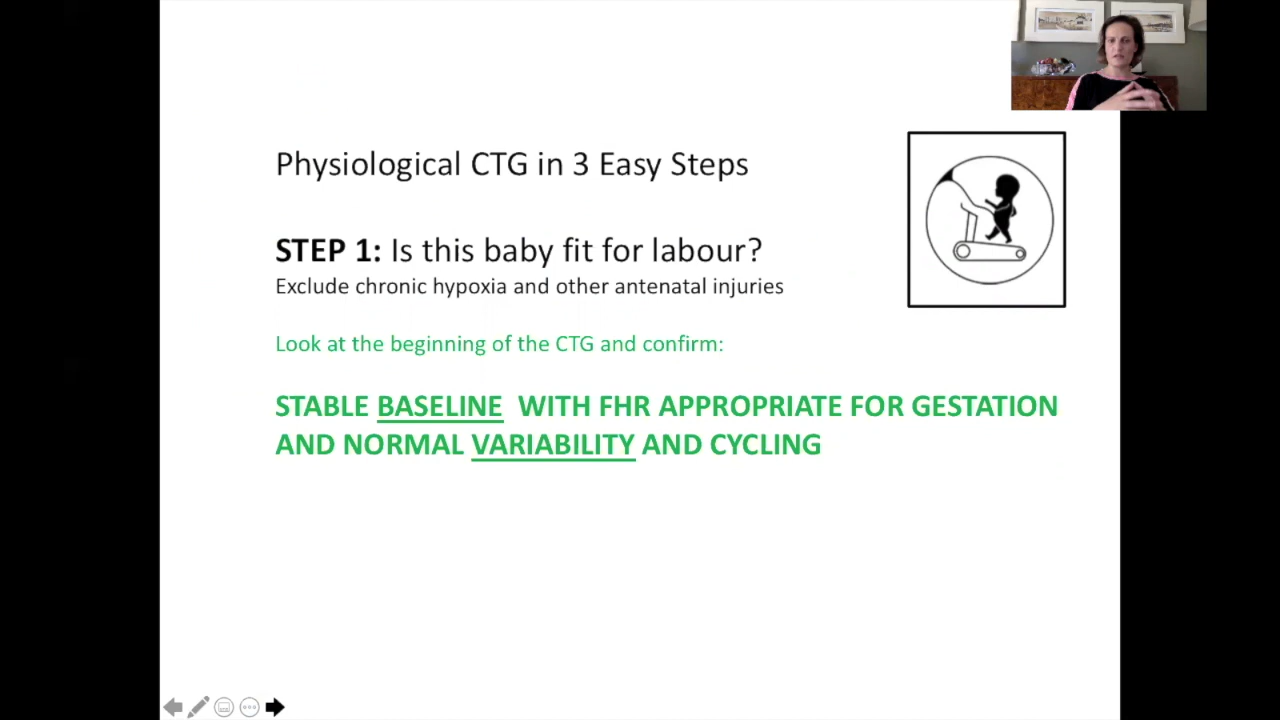 Physiological CTG in 3 Easy Steps
STEP 1: Is this baby fit for labour?
Exclude chronic hypoxia and other antenatal injuries
Look at the beginning of the CTG and confirm:
STABLE BASELINE WITH FHR APPROPRIATE FOR GESTATION
AND NORMAL VARIABILITY AND CYCLING